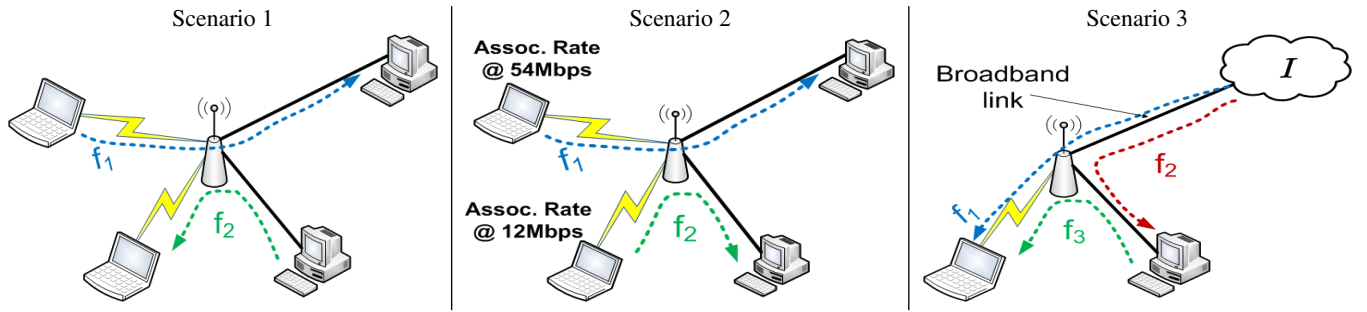 Scenario 1
f1
f2
Scenario 2
Assoc. Rate
@ 54Mbps
f1
Assoc. Rate
@ 12Mbps
f2
Scenario 3
Broadband
link
I
f2
f1
f3